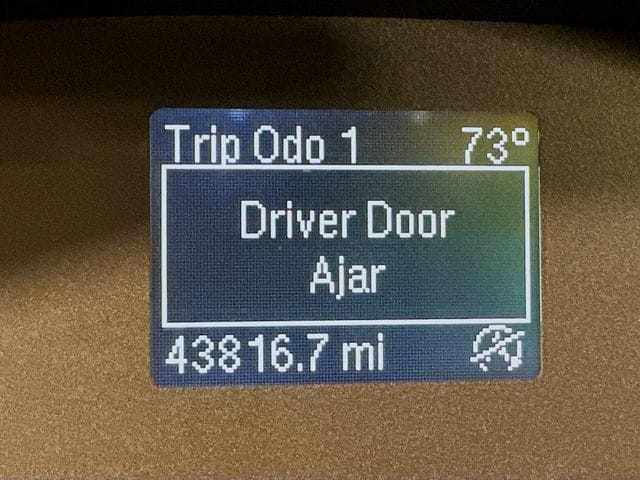 Trip Odo 1 73°
Driver Door
Ajar
43816.7 mi